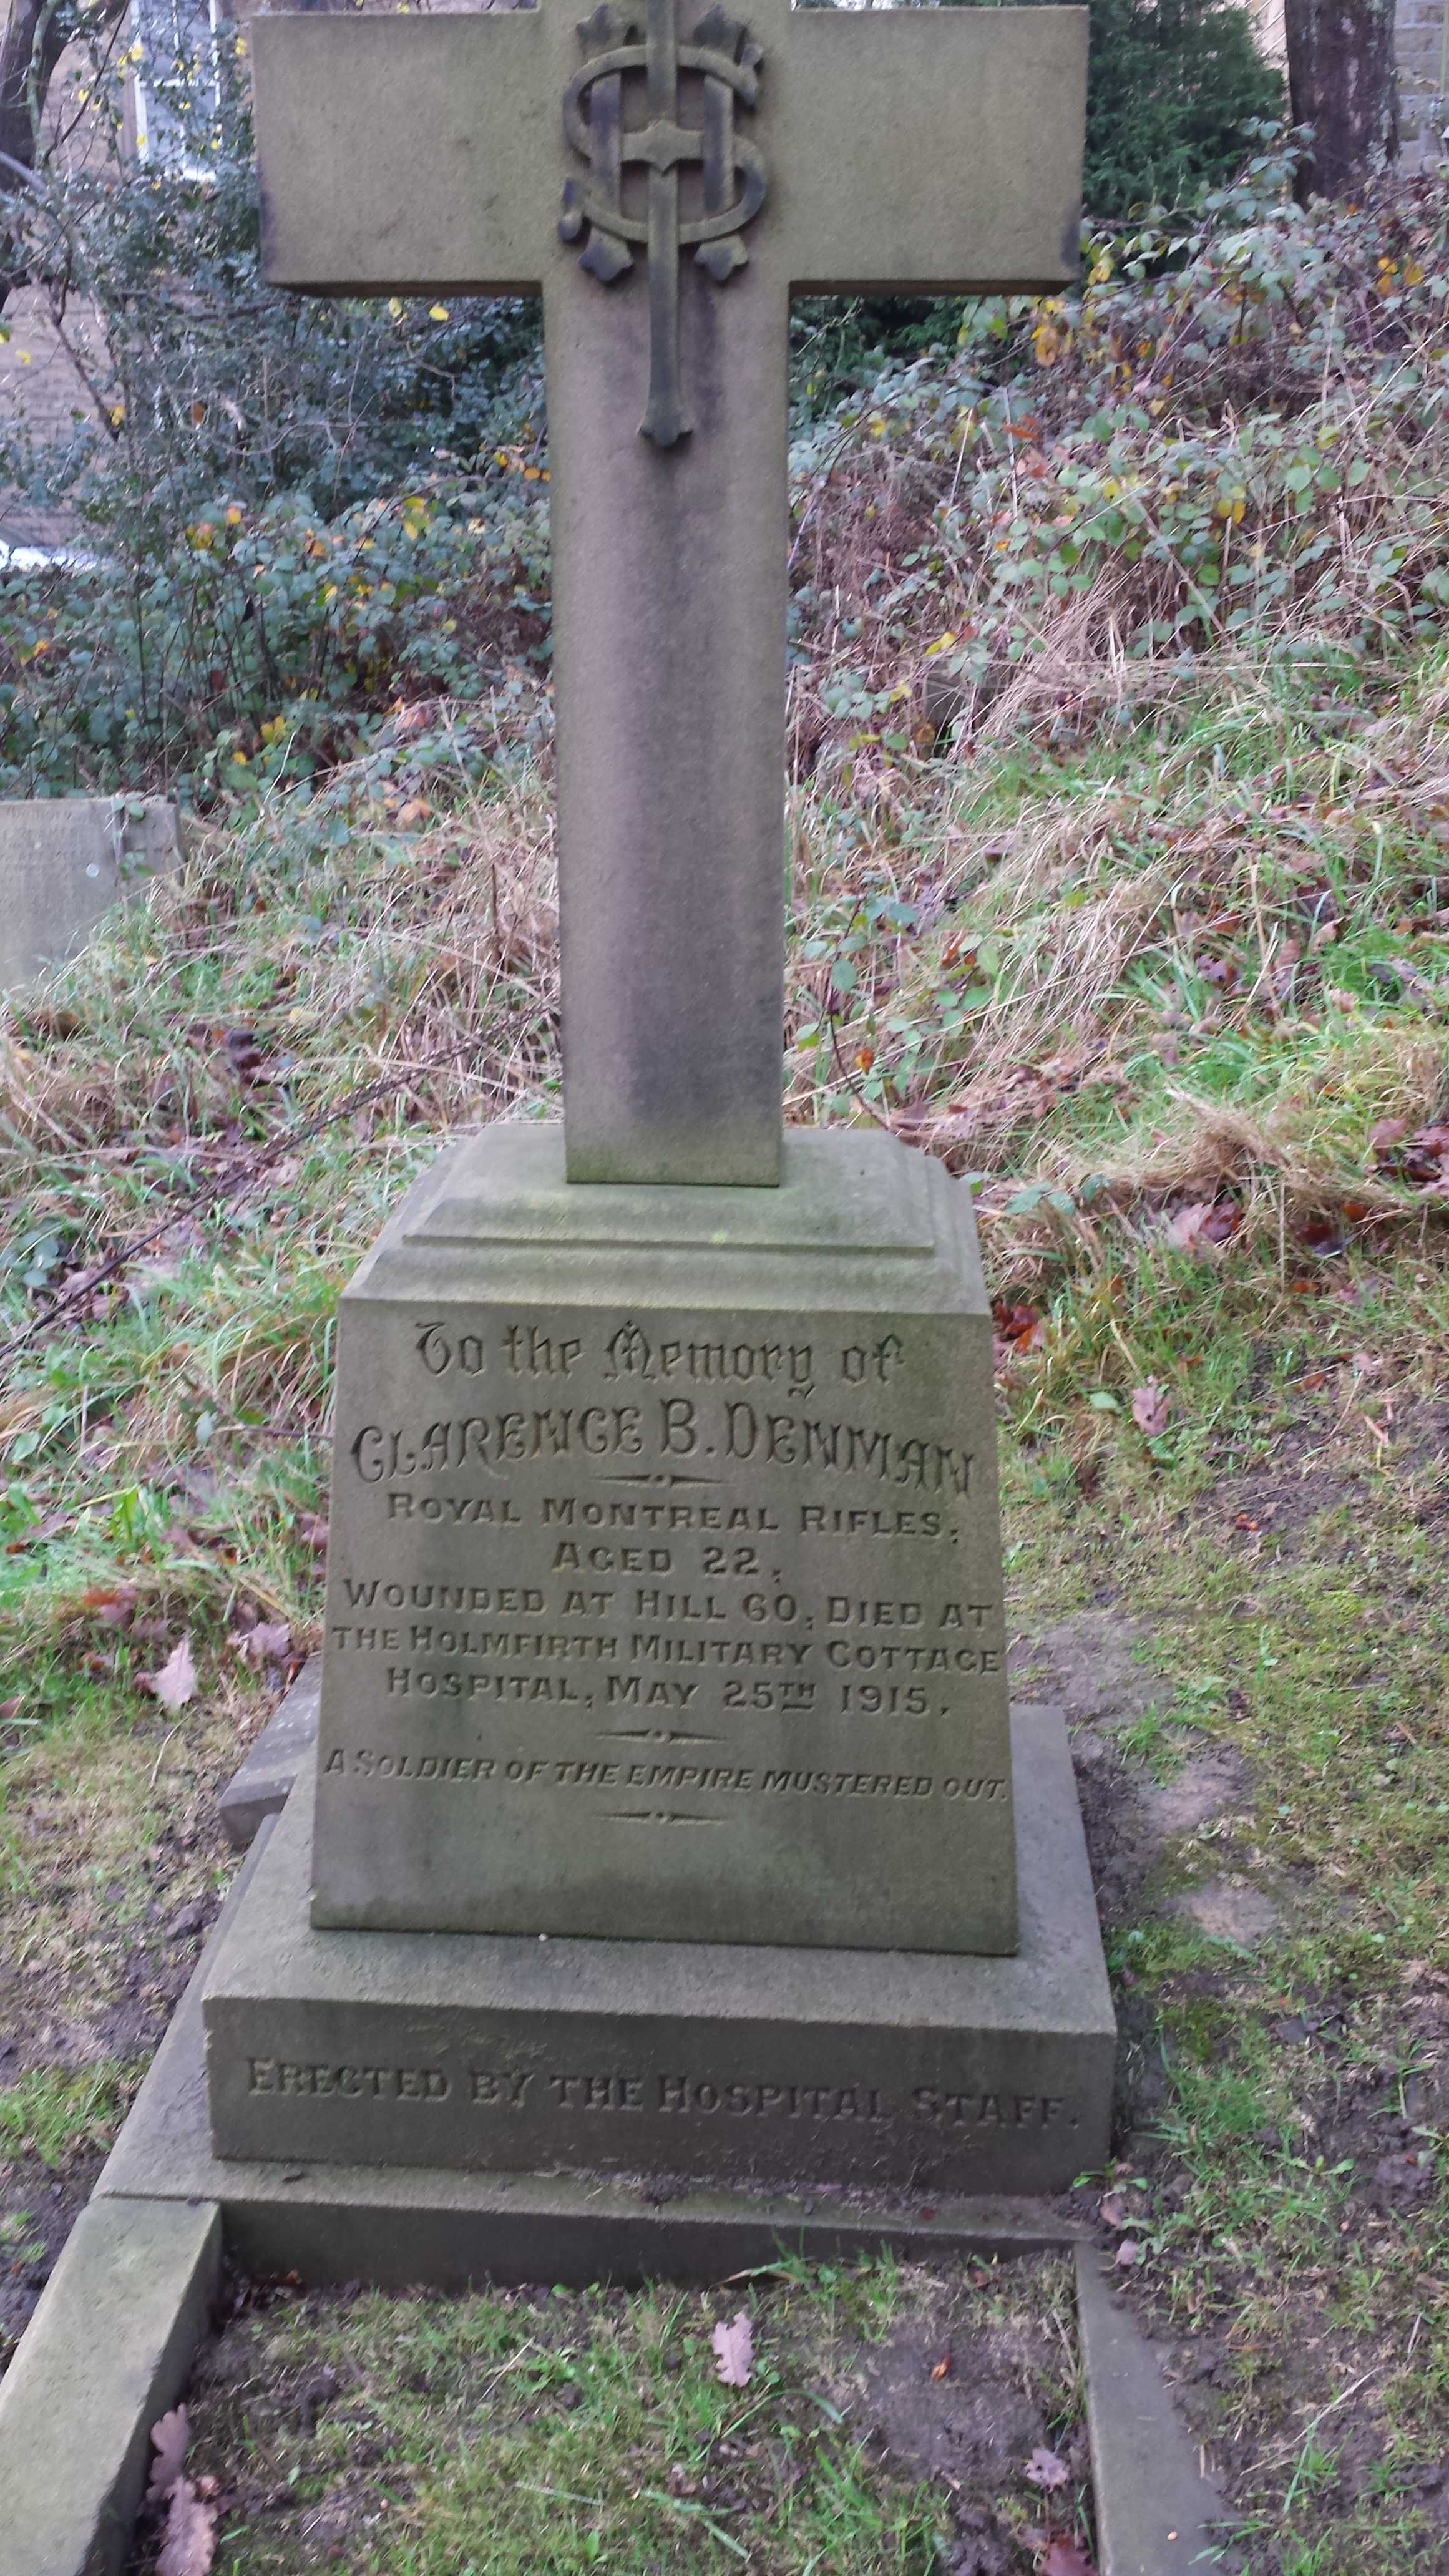 IHS
To the Memory of
CLARENCE B. DENMAN
ROYAL MONTREAL RIFLES,
AGED 22,
WOUNDED AT HILL 60, DIED AT
THE HOLMFIRTH MILITARY COTTAGE
HOSPITAL, MAY 25TH 1915.
A SOLDIER OF THE EMPIRE MUSTERED OUT.
ERECTED BY THE HOSPITAL STAFF.